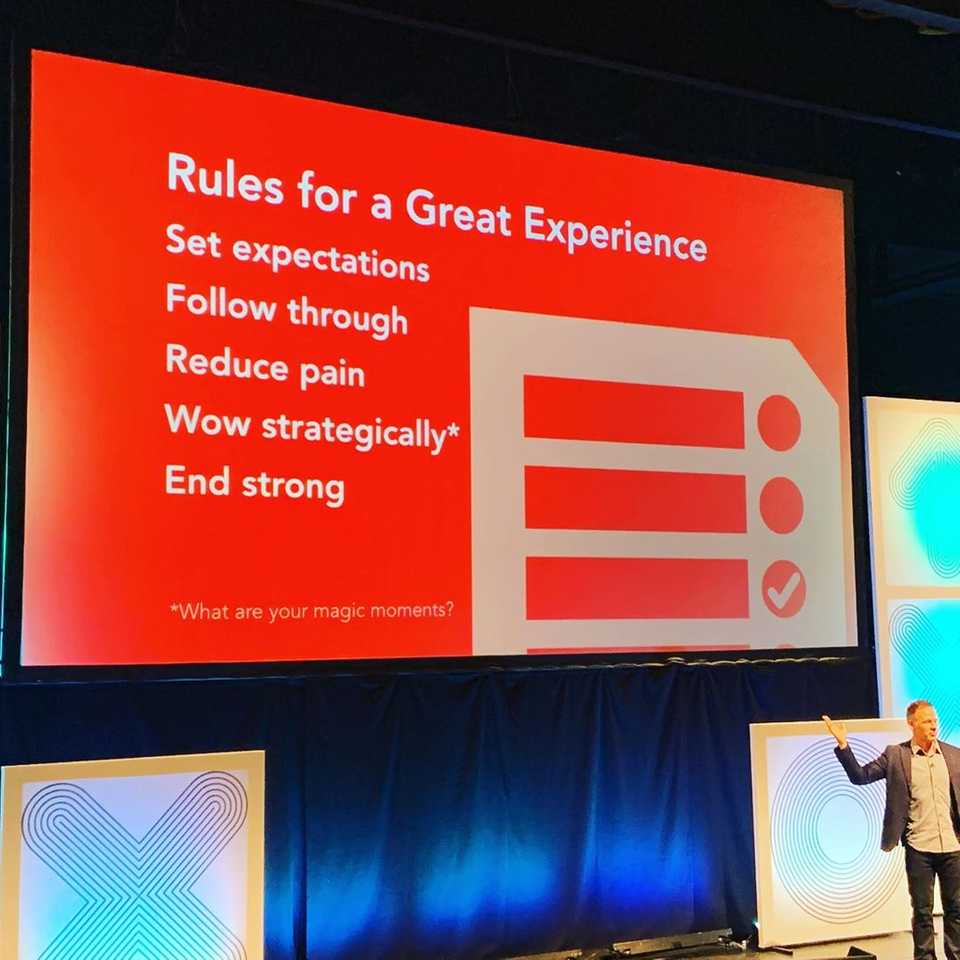 Rules for a Great Experience
Set expectations
Follow through
Reduce pain
Wow strategically*
End strong
*What are your magic moments?